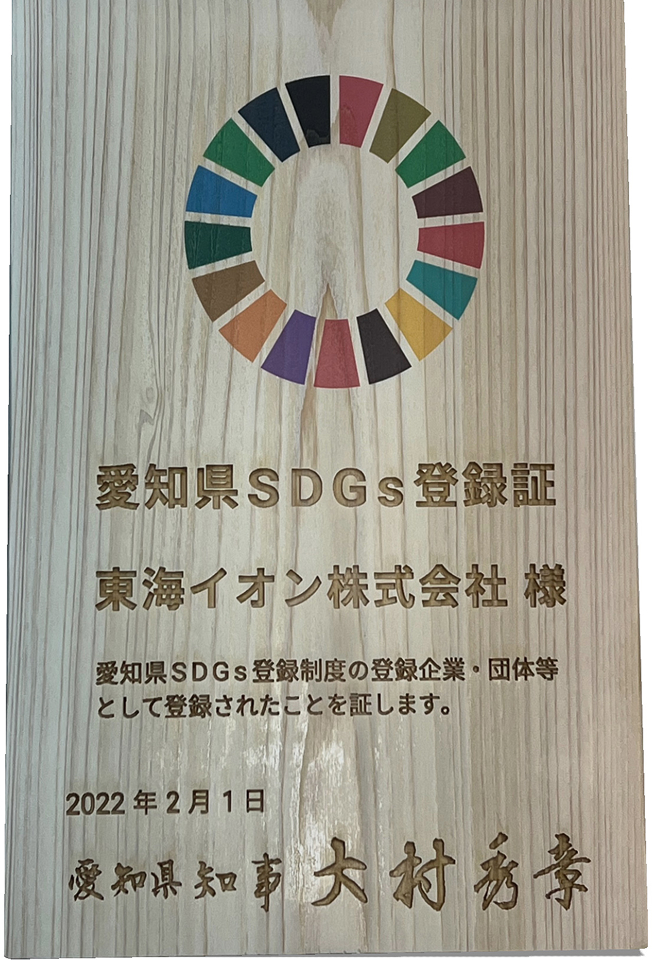 愛知県SDGs登録証
東海イオン株式会社 様
愛知県SDGs登録制度の登録企業・団体等
として登録されたことを証します。
2022年2月1日
愛知県知事 大村秀章